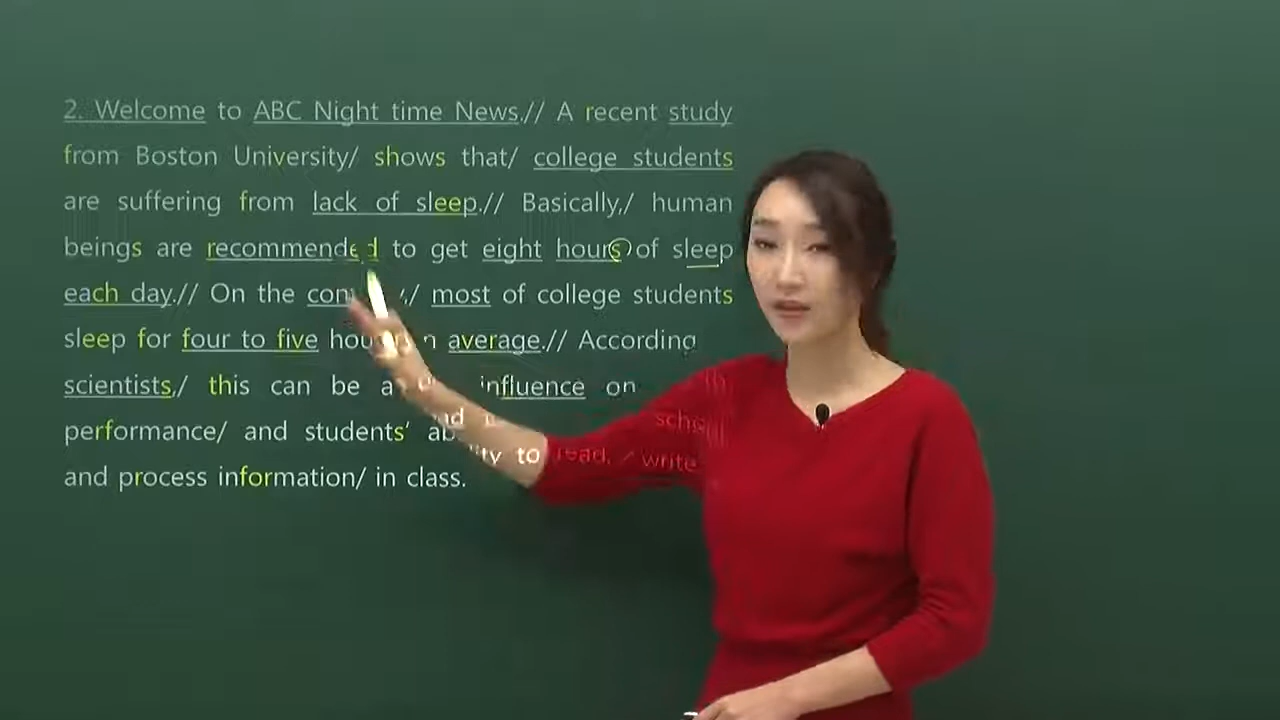 2. Welcome to ABC Night time News.// A recent study
from Boston University/ shows that/ college students
are suffering from lack of sleep.// Basically,/ human
beings are recommended to get eight hours of sleep
each day.// On the ,/ most of college students
sleep for four to five average.// According
scientists,/ this can be influence on
performance/ and students'
to read, / write
and process information/ in class.